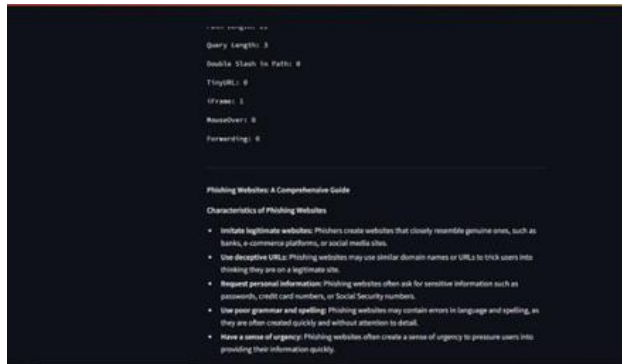 Query Length: 3
Double Slash in Path: 0
TinyURL: 0
iFrame: 1
MouseOver: 0
Forwarding: 0
Phishing Websites: A Comprehensive Guide
Characteristics of Phishing Websites
• Imitate legitimate websites: Phishers create websites that closely resemble genuine ones, such as
banks, e-commerce platforms, or social media sites.
• Use deceptive URLs: Phishing websites may use similar domain names or URLs to trick users into
thinking they are on a legitimate site.
• Request personal information: Phishing websites often ask for sensitive information such as
passwords, credit card numbers, or Social Security numbers.
• Use poor grammar and spelling: Phishing websites may contain errors in language and spelling, as
they are often created quickly and without attention to detail.
• Have a sense of urgency: Phishing websites often create a sense of urgency to pressure users into
providing their information quickly.